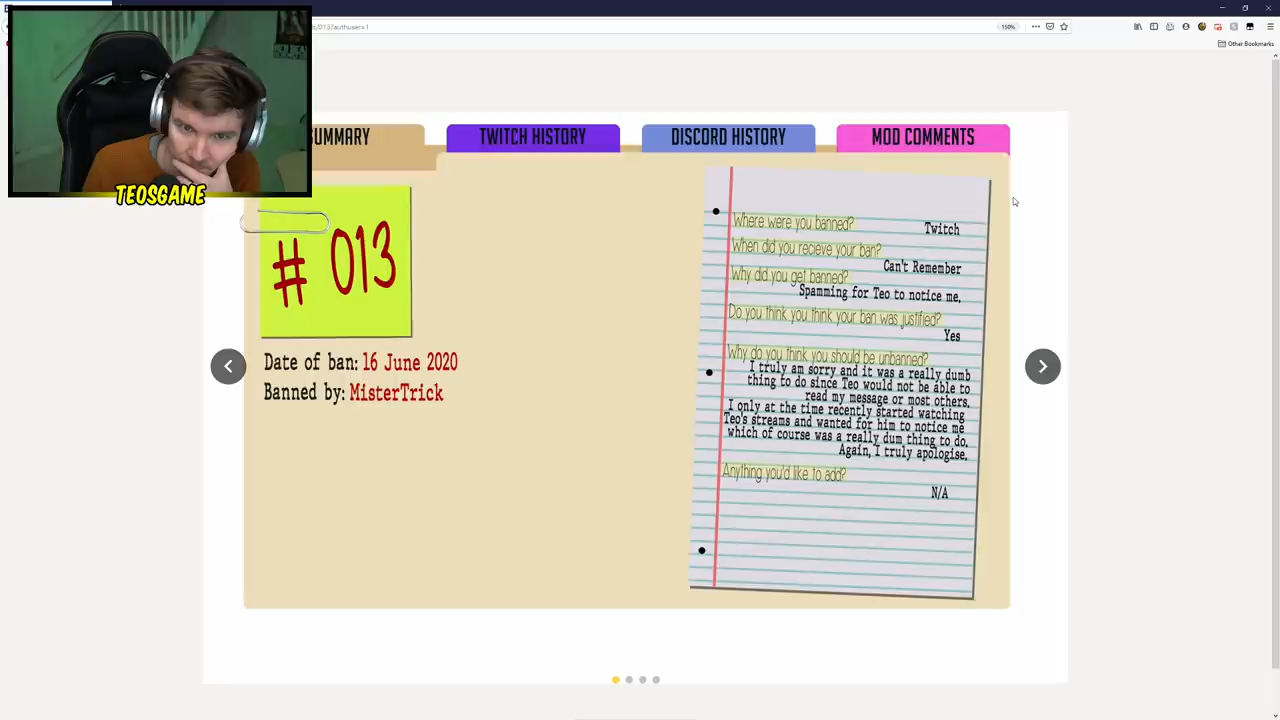 0137authuser=1
150%
Other Bookmarks
SUMMARY
TWITCH HISTORY
DISCORD HISTORY
MOD COMMENTS
TEOSGAME
# 013
Date of ban: 16 June 2020
Banned by: MisterTrick
Where were you banned?
Twitch
When did you recieve your ban?
Can't Remember
Why did you get banned?
Spamming for Teo to notice me.
Do you think you think your ban was justified?
Yes
Why do you think you should be unbanned?
I truly am sorry and it was a really dumb
thing to do since Teo would not be able to
read my message or most others.
I only at the time recently started watching
Teo's streams and wanted for him to notice me
which of course was a really dum thing to do.
Again, I truly apologise.
Anything you'd like to add?
N/A